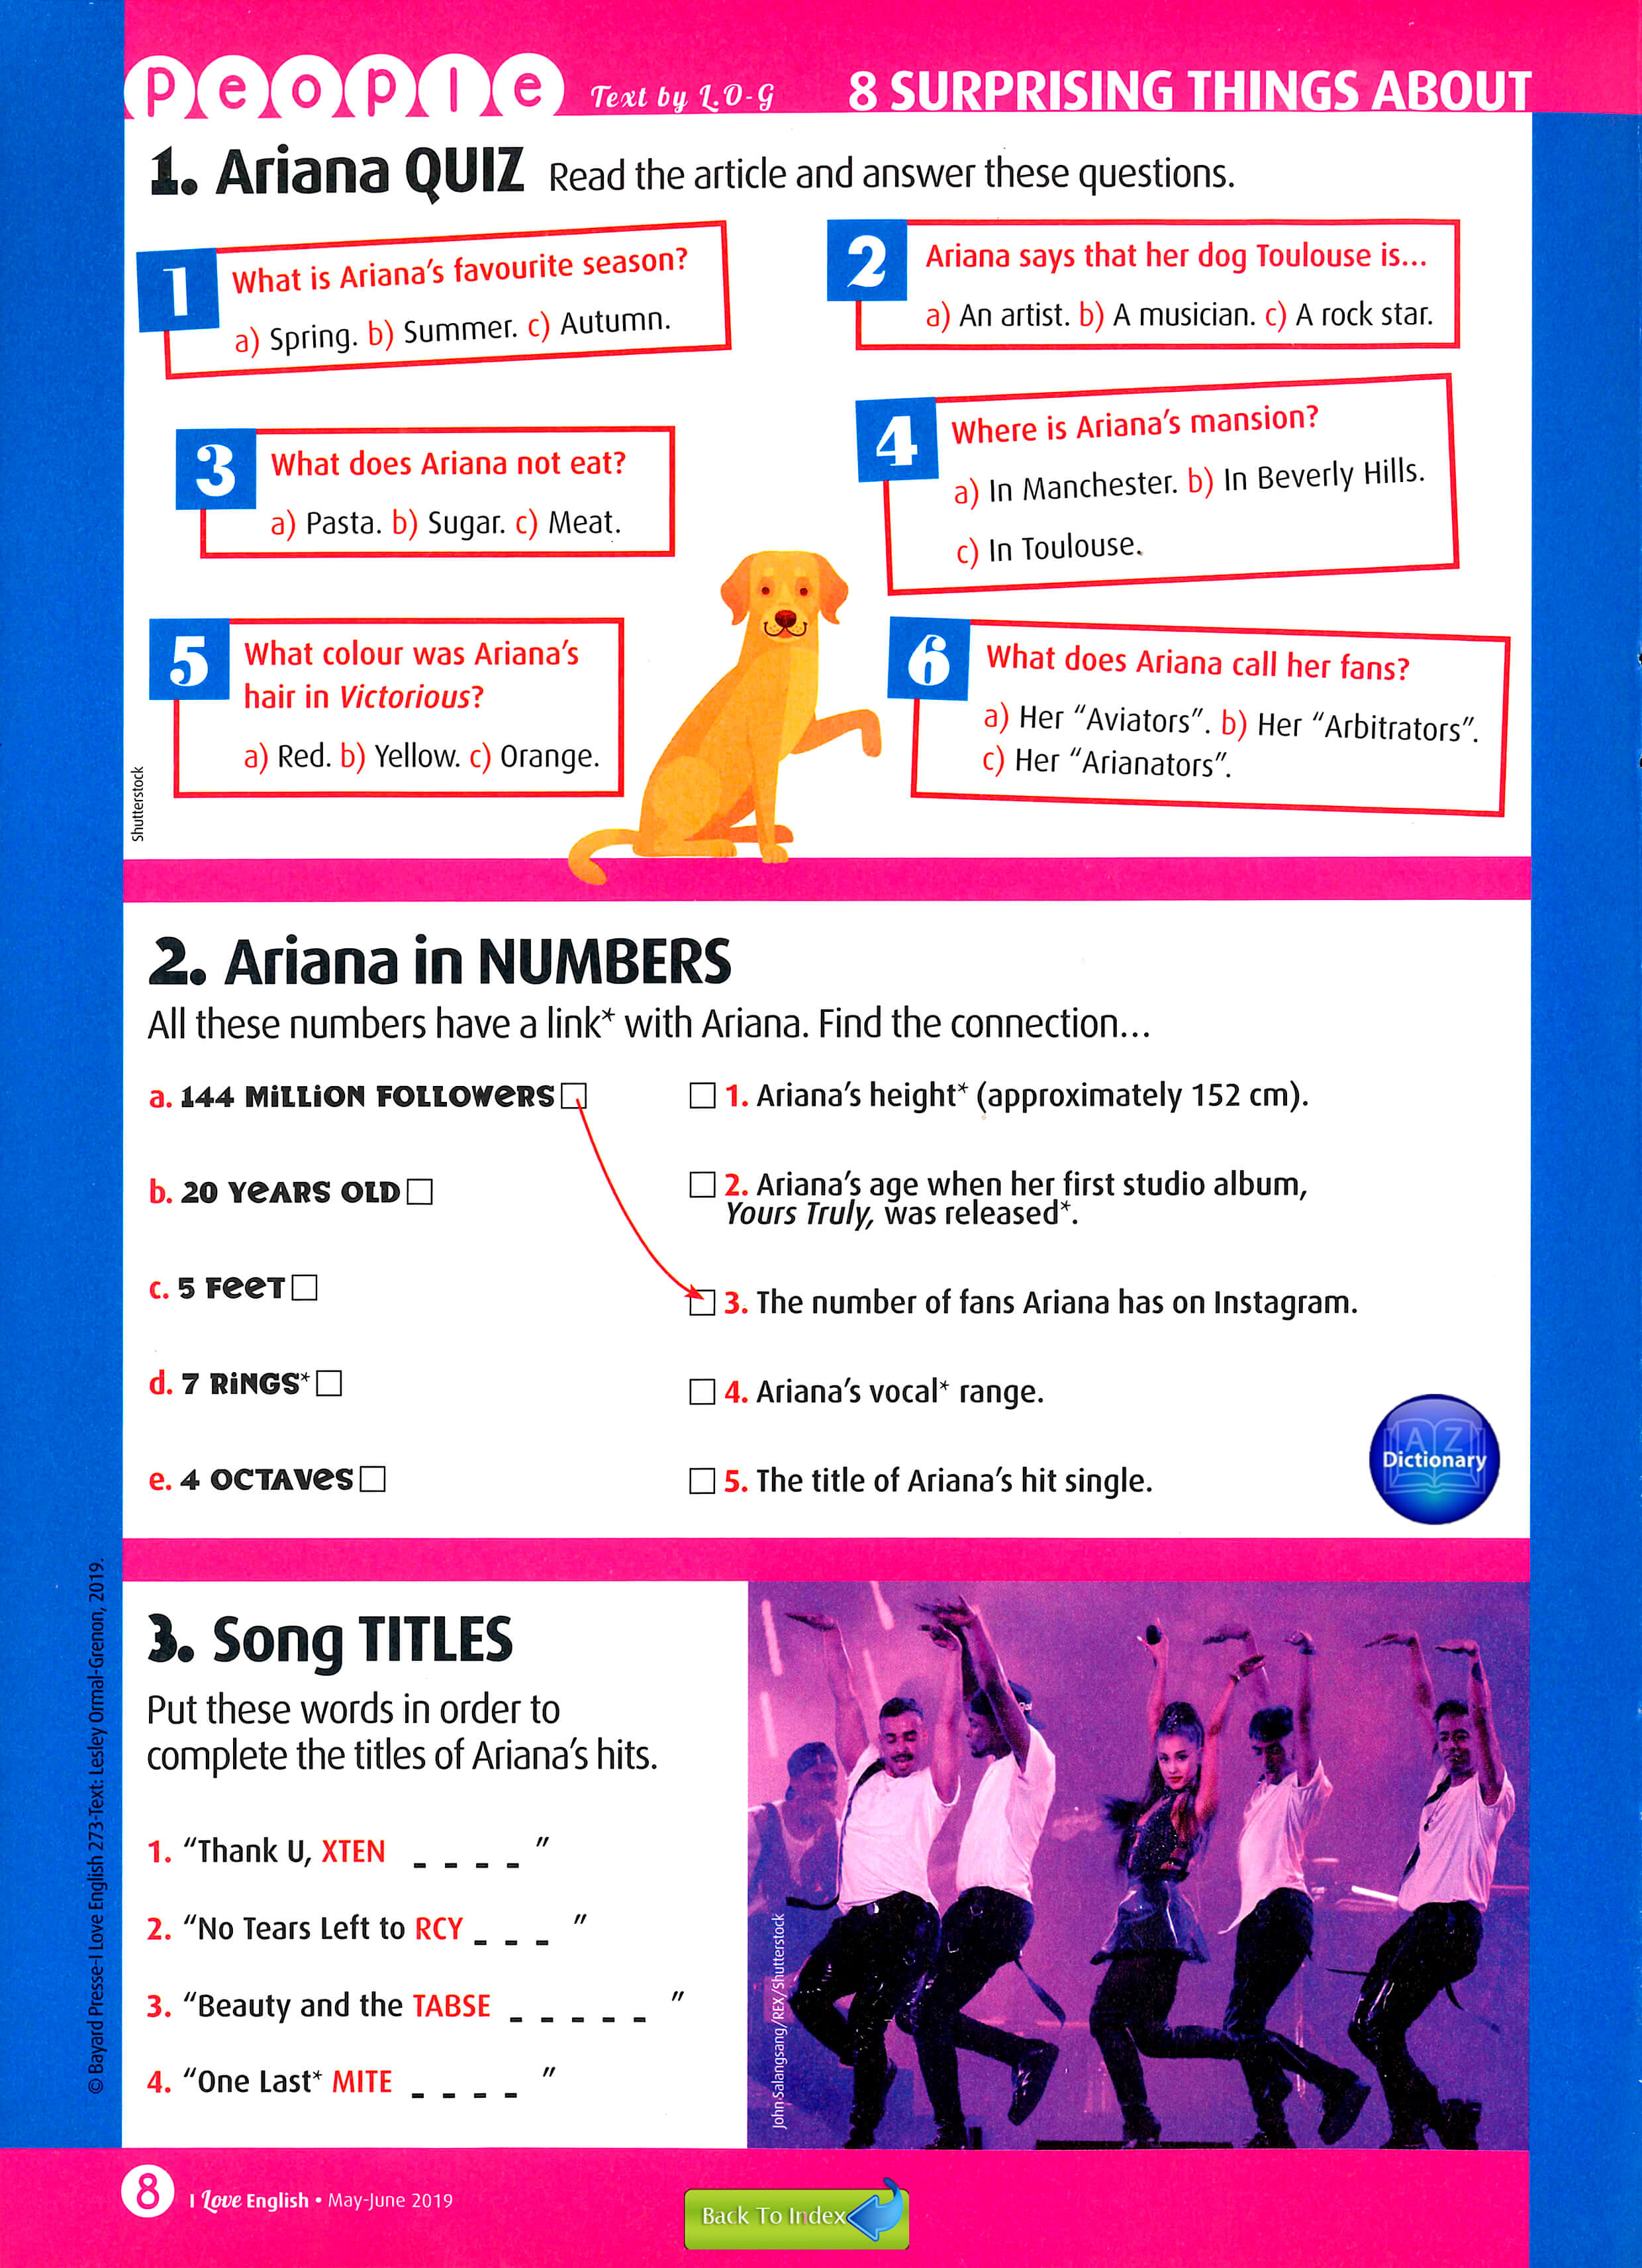 People Text by L.O-G 8 SURPRISING THINGS ABOUT
1. Ariana QUIZ Read the article and answer these questions.
1 What is Ariana's favourite season?
a) Spring. b) Summer. c) Autumn.
2 Ariana says that her dog Toulouse is...
a) An artist. b) A musician. c) A rock star.
3 What does Ariana not eat?
a) Pasta. b) Sugar. c) Meat.
4 Where is Ariana's mansion?
a) In Manchester. b) In Beverly Hills.
c) In Toulouse.
5 What colour was Ariana's
hair in Victorious?
a) Red. b) Yellow. c) Orange.
6 What does Ariana call her fans?
a) Her "Aviators". b) Her "Arbitrators".
c) Her "Arianators".
Shutterstock
2. Ariana in NUMBERS
All these numbers have a link* with Ariana. Find the connection...
a. 144 MiLLiON FOLLOWeRS
b. 20 YeARS OLD
c. 5 FeeT
d. 7 RiNGS*
e. 4 OCTAVeS
1. Ariana's height* (approximately 152 cm).
2. Ariana's age when her first studio album,
Yours Truly, was released*.
3. The number of fans Ariana has on Instagram.
4. Ariana's vocal* range.
5. The title of Ariana's hit single.
A Z
Dictionary
3. Song TITLES
Put these words in order to
complete the titles of Ariana's hits.
1. "Thank U, XTEN _ _ _ _ "
2. "No Tears Left to RCY _ _ _ "
3. "Beauty and the TABSE _ _ _ _ _ "
4. "One Last* MITE _ _ _ _ "
John Salangsang/REX/Shutterstock
© Bayard Presse-I Love English 273-Text: Lesley Ormal-Grenon, 2019.
8 I Love English • May-June 2019
Back To Index